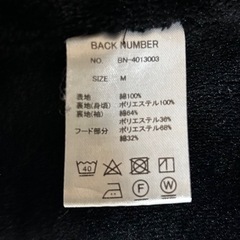 BACK NUMBER
NO. BN-4013003
SIZE M
表地 綿100%
裏地(身頃) ポリエステル100%
裏地(袖) 綿64%
ポリエステル36%
フード部分 ポリエステル68%
綿32%
40
F W